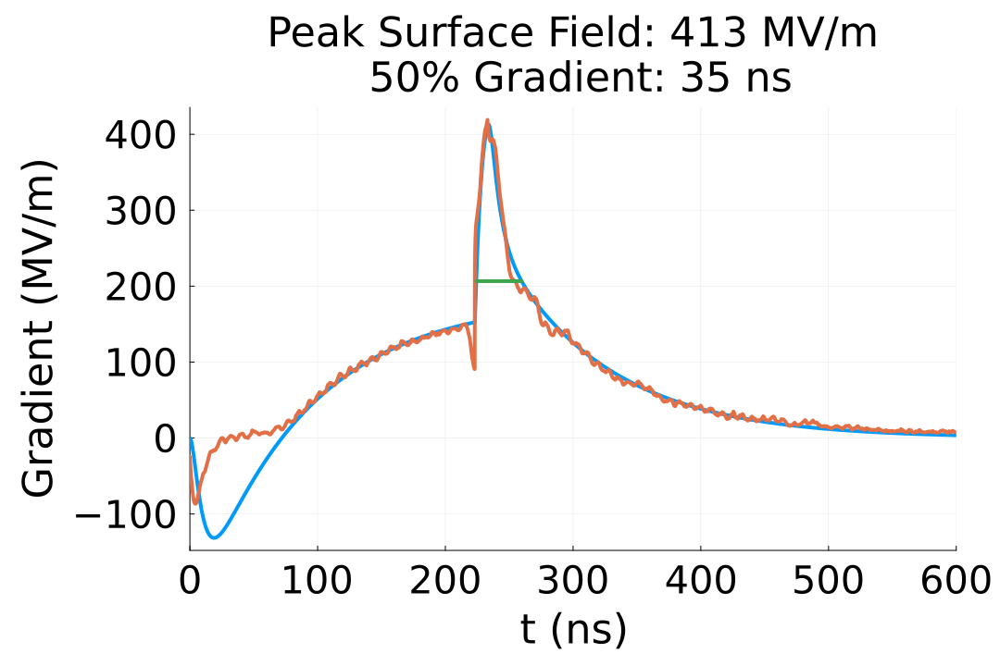 Peak Surface Field: 413 MV/m
50% Gradient: 35 ns
Gradient (MV/m)
400
300
200
100
0
−100
0 100 200 300 400 500 600
t (ns)